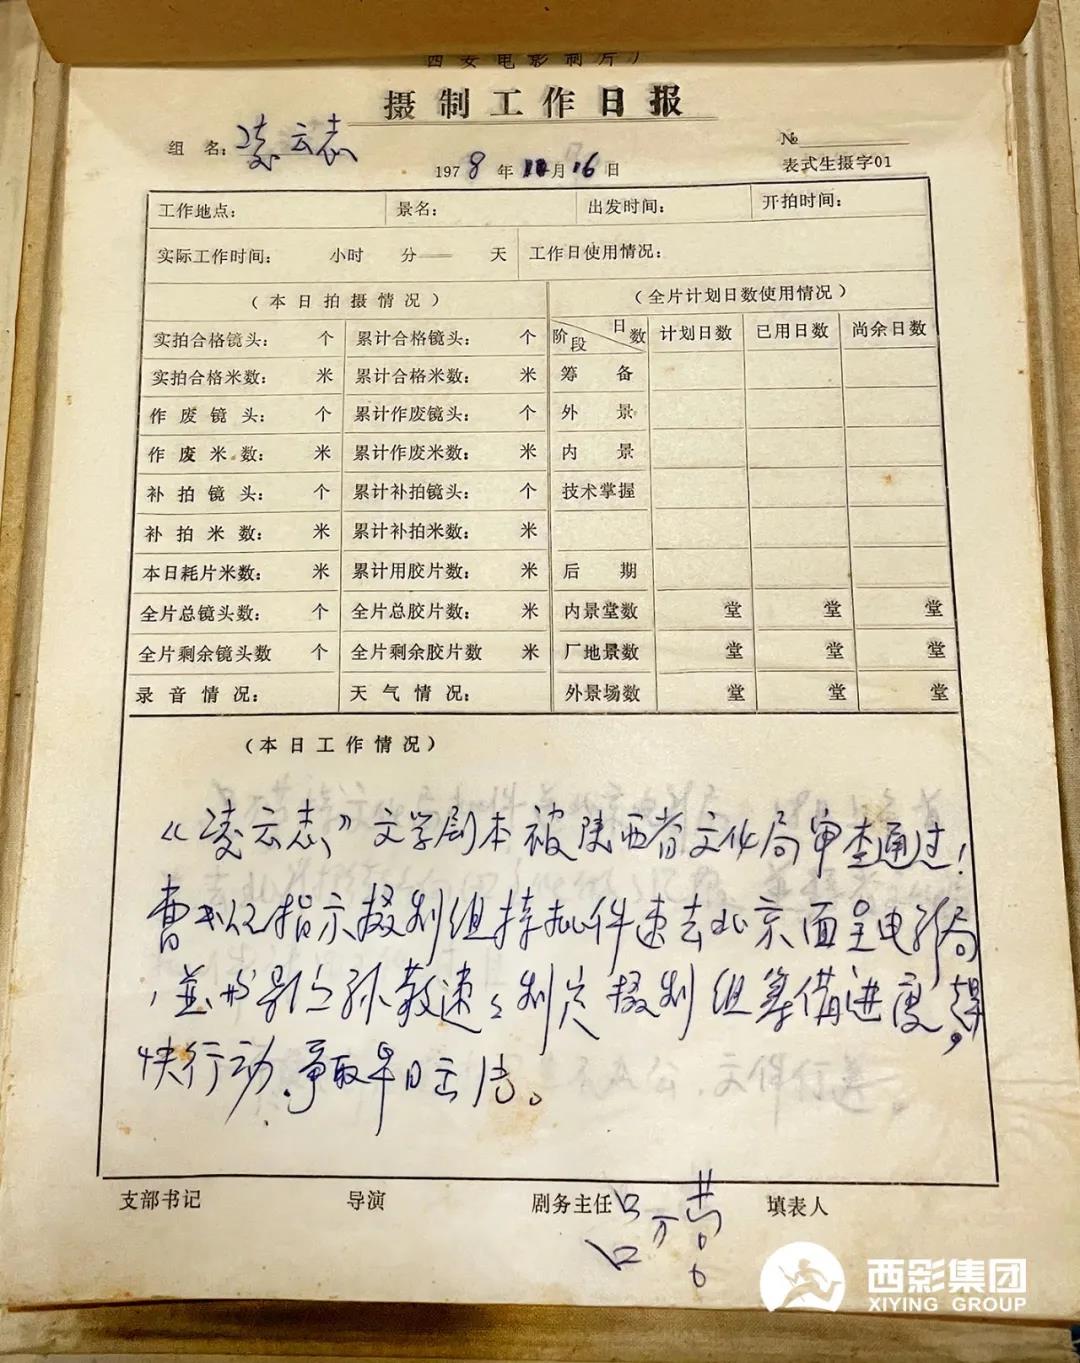 西安电影制片厂
摄制工作日报
组名：凌云志
№
1978年 月16日
表式生摄字01
工作地点： 景名： 出发时间： 开拍时间：
实际工作时间： 小时 分—— 天 工作日使用情况：
（本日拍摄情况） （全片计划日数使用情况）
实拍合格镜头： 个 累计合格镜头： 个 阶段 日数 计划日数 已用日数 尚余日数
实拍合格米数： 米 累计合格米数： 米 筹备
作废镜头： 个 累计作废镜头： 个 外景
作废米数： 米 累计作废米数： 米 内景
补拍镜头： 个 累计补拍镜头： 个 技术掌握
补拍米数： 米 累计补拍米数： 米
本日耗片米数： 米 累计用胶片数： 米 后期
全片总镜头数： 个 全片总胶片数： 米 内景堂数 堂 堂 堂
全片剩余镜头数 个 全片剩余胶片数 米 厂地景数 堂 堂 堂
录音情况： 天气情况： 外景场数 堂 堂 堂
（本日工作情况）
《凌云志》文学剧本被陕西省文化局审查通过！
曹 指示摄制组持批件速去北京面呈电影局
，並 孙敬速々制定摄制组筹備进度，
快行动、争取早日 。
支部书记 导演 剧务主任 填表人
西影集团
XIYING GROUP